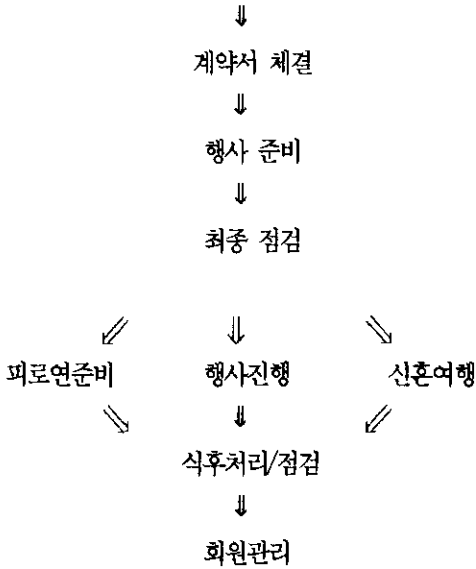 ⇓
계약서 체결
⇓
행사 준비
⇓
최종 점검
⇙ ⇓ ⇘
피로연준비 행사진행 신혼여행
⇘ ⇓ ⇙
식후처리/점검
⇓
회원관리